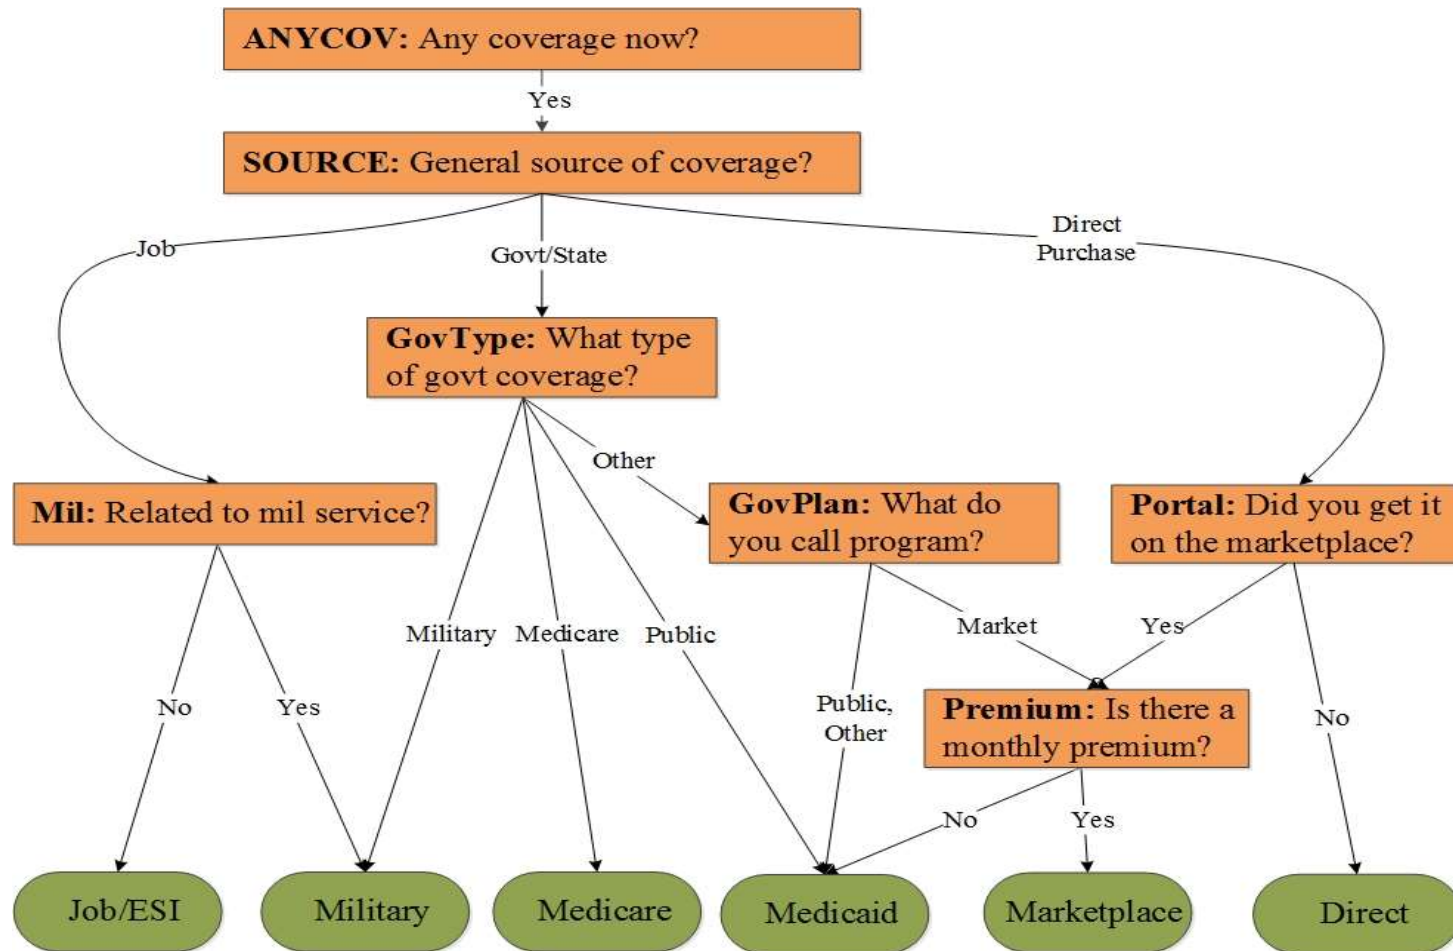 ANYCOV: Any coverage now?
Yes
SOURCE: General source of coverage?
Job
Govt/State
Direct
Purchase
GovType: What type
of govt coverage?
Other
Mil: Related to mil service?
GovPlan: What do
you call program?
Portal: Did you get it
on the marketplace?
Military
Medicare
Public
Market
Yes
No
Yes
Public,
Other
Premium: Is there a
monthly premium?
No
No
Yes
Job/ESI
Military
Medicare
Medicaid
Marketplace
Direct